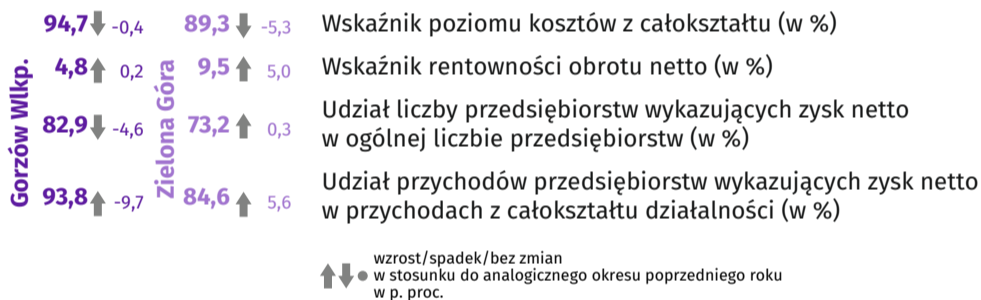 Gorzów Wlkp.
Zielona Góra
94,7 -0,4 89,3 -5,3 Wskaźnik poziomu kosztów z całokształtu (w %)
4,8 0,2 9,5 5,0 Wskaźnik rentowności obrotu netto (w %)
82,9 -4,6 73,2 0,3 Udział liczby przedsiębiorstw wykazujących zysk netto
w ogólnej liczbie przedsiębiorstw (w %)
93,8 -9,7 84,6 5,6 Udział przychodów przedsiębiorstw wykazujących zysk netto
w przychodach z całokształtu działalności (w %)
wzrost/spadek/bez zmian
w stosunku do analogicznego okresu poprzedniego roku
w p. proc.